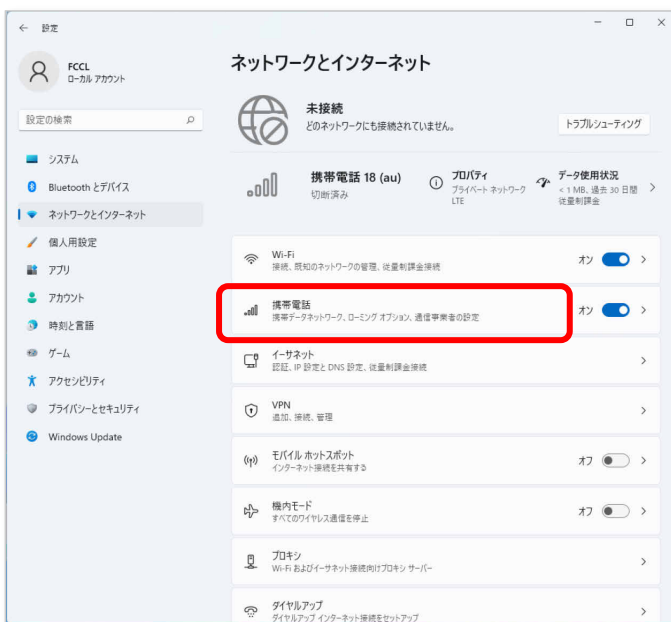 設定
FCCL
ローカル アカウント
設定の検索
システム
Bluetooth とデバイス
ネットワークとインターネット
個人用設定
アプリ
アカウント
時刻と言語
ゲーム
アクセシビリティ
プライバシーとセキュリティ
Windows Update
ネットワークとインターネット
未接続
どのネットワークにも接続されていません。
トラブルシューティング
携帯電話 18 (au)
切断済み
プロパティ
プライベート ネットワーク
LTE
データ使用状況
< 1 MB、過去 30 日間
従量制課金
Wi-Fi
接続、既知のネットワークの管理、従量制課金接続
オン
携帯電話
携帯データネットワーク、ローミング オプション、通信事業者の設定
オン
イーサネット
認証、IP 設定と DNS 設定、従量制課金接続
VPN
追加、接続、管理
モバイル ホットスポット
インターネット接続を共有する
オフ
機内モード
すべてのワイヤレス通信を停止
オフ
プロキシ
Wi-Fi およびイーサネット接続向けプロキシ サーバー
ダイヤルアップ
ダイヤルアップ インターネット接続をセットアップ